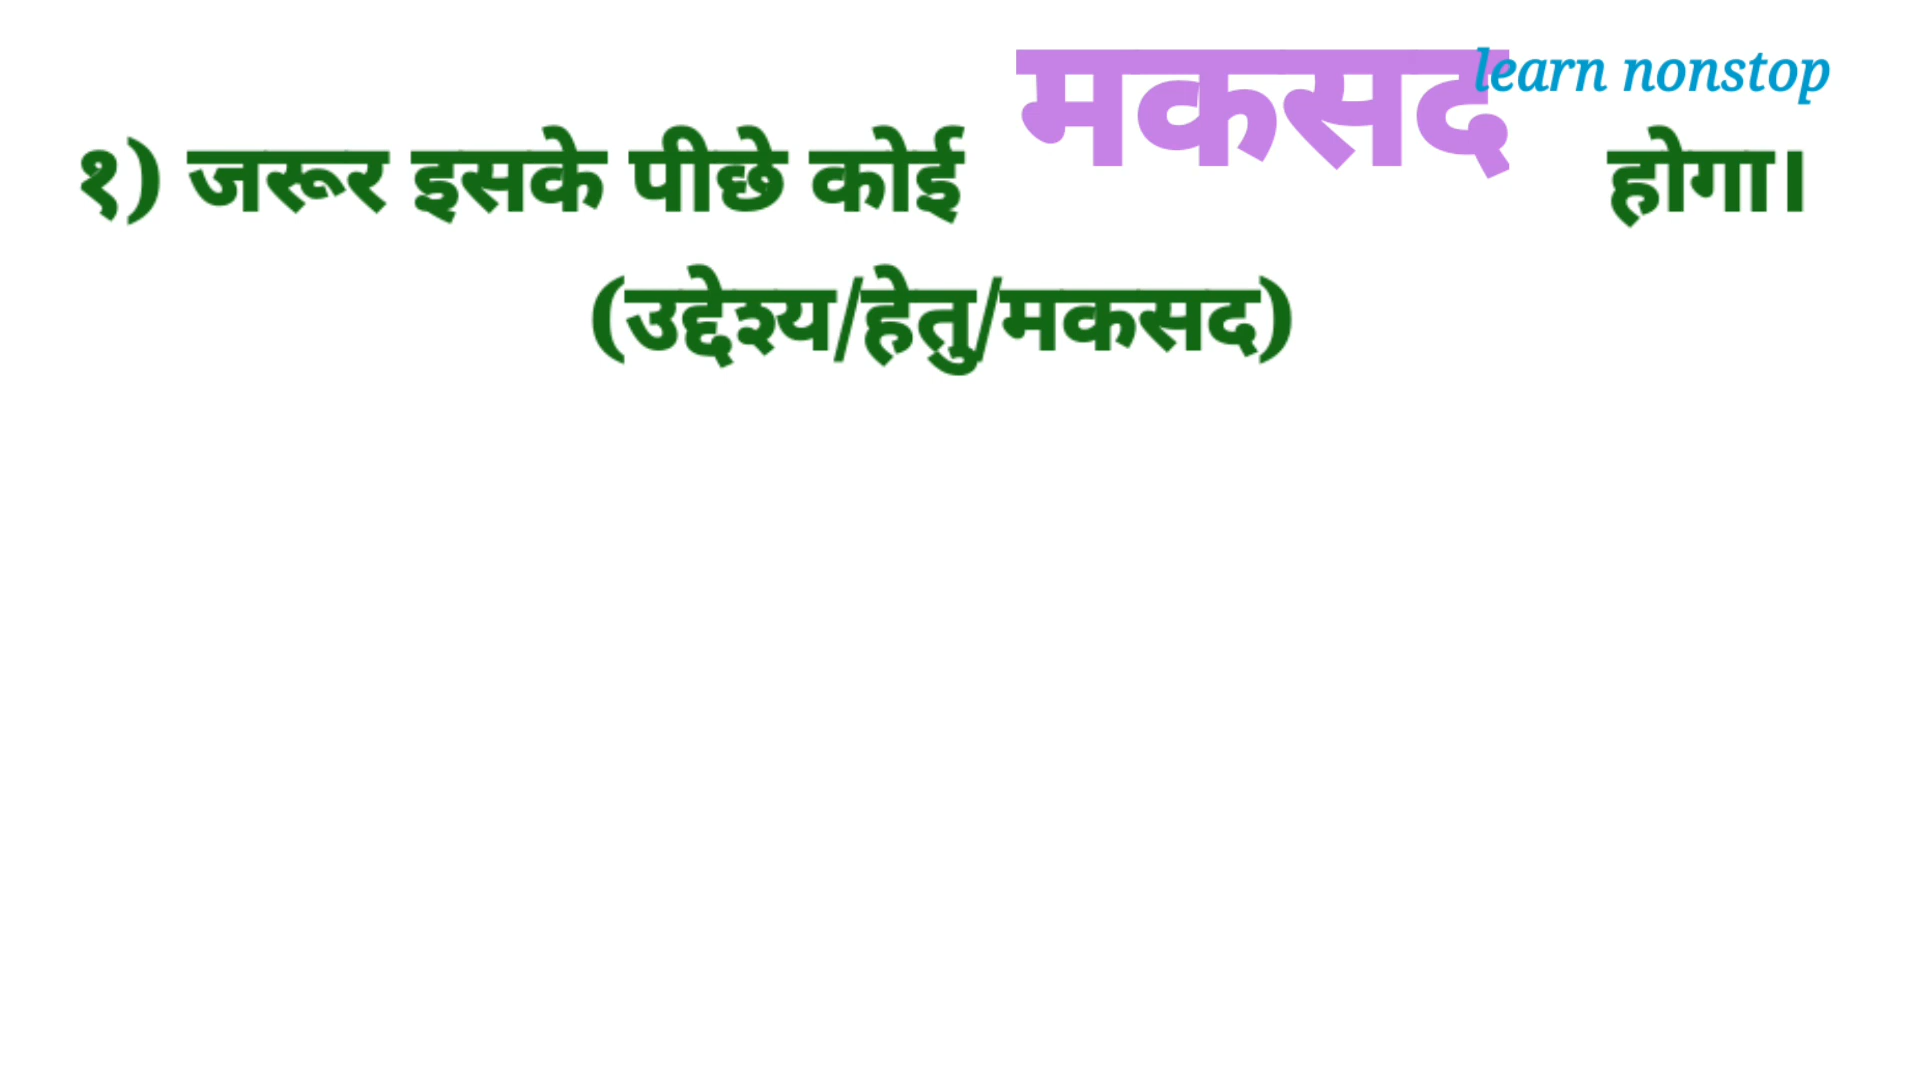 learn nonstop
१) जरूर इसके पीछे कोई मकसद होगा।
(उद्देश्य/हेतु/मकसद)